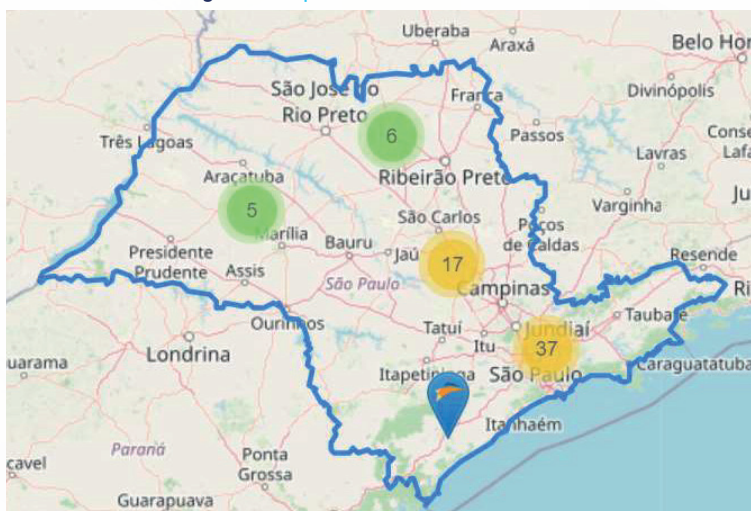 Uberaba
Araxá
Belo Hor
São José do
Rio Preto
Franca
Divinópolis
Passos
Conse
Lafa
Três Lagoas
6
Lavras
Araçatuba
Ribeirão Preto
Ju
5
São Carlos
Poços
de Caldas
Varginha
Marília
Bauru
Jaú
17
Presidente
Prudente
Assis
São Paulo
Campinas
Resende
Ri
Ourinhos
Tatuí
Jundiaí
Taubaté
Londrina
Itu
37
uarama
Itapetininga
São Paulo
Caraguatatuba
Itanhaém
Paraná
cavel
Ponta
Grossa
Guarapuava